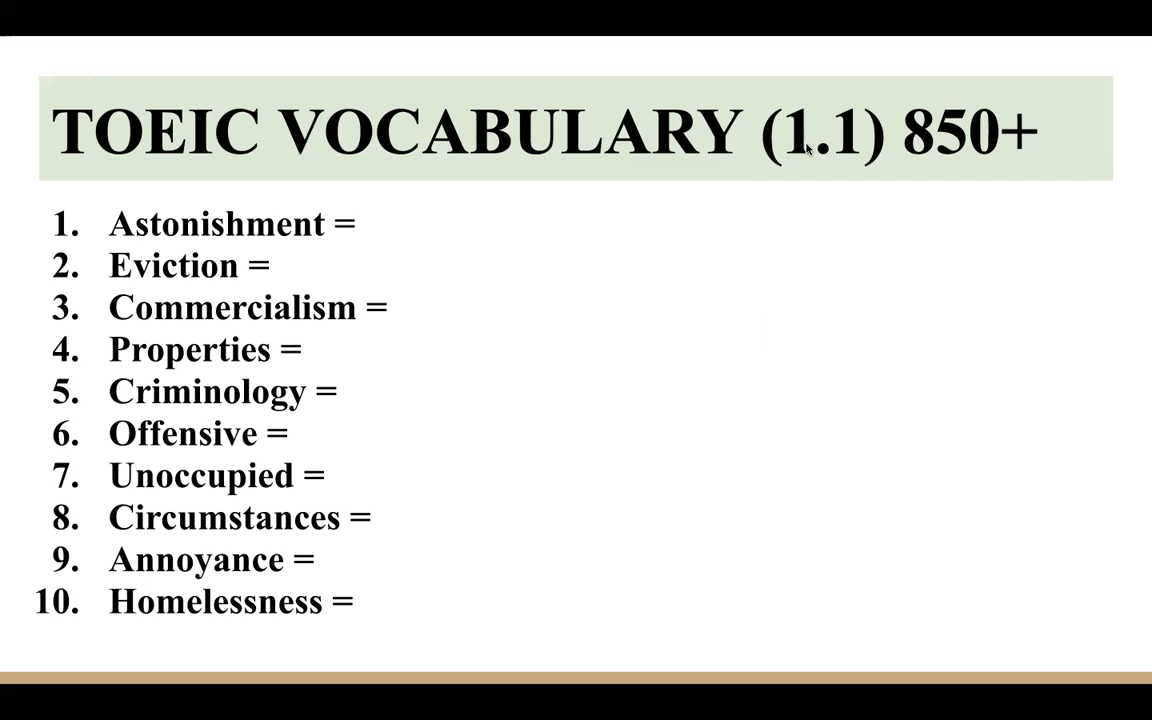 TOEIC VOCABULARY (1.1) 850+
1. Astonishment =
2. Eviction =
3. Commercialism =
4. Properties =
5. Criminology =
6. Offensive =
7. Unoccupied =
8. Circumstances =
9. Annoyance =
10. Homelessness =